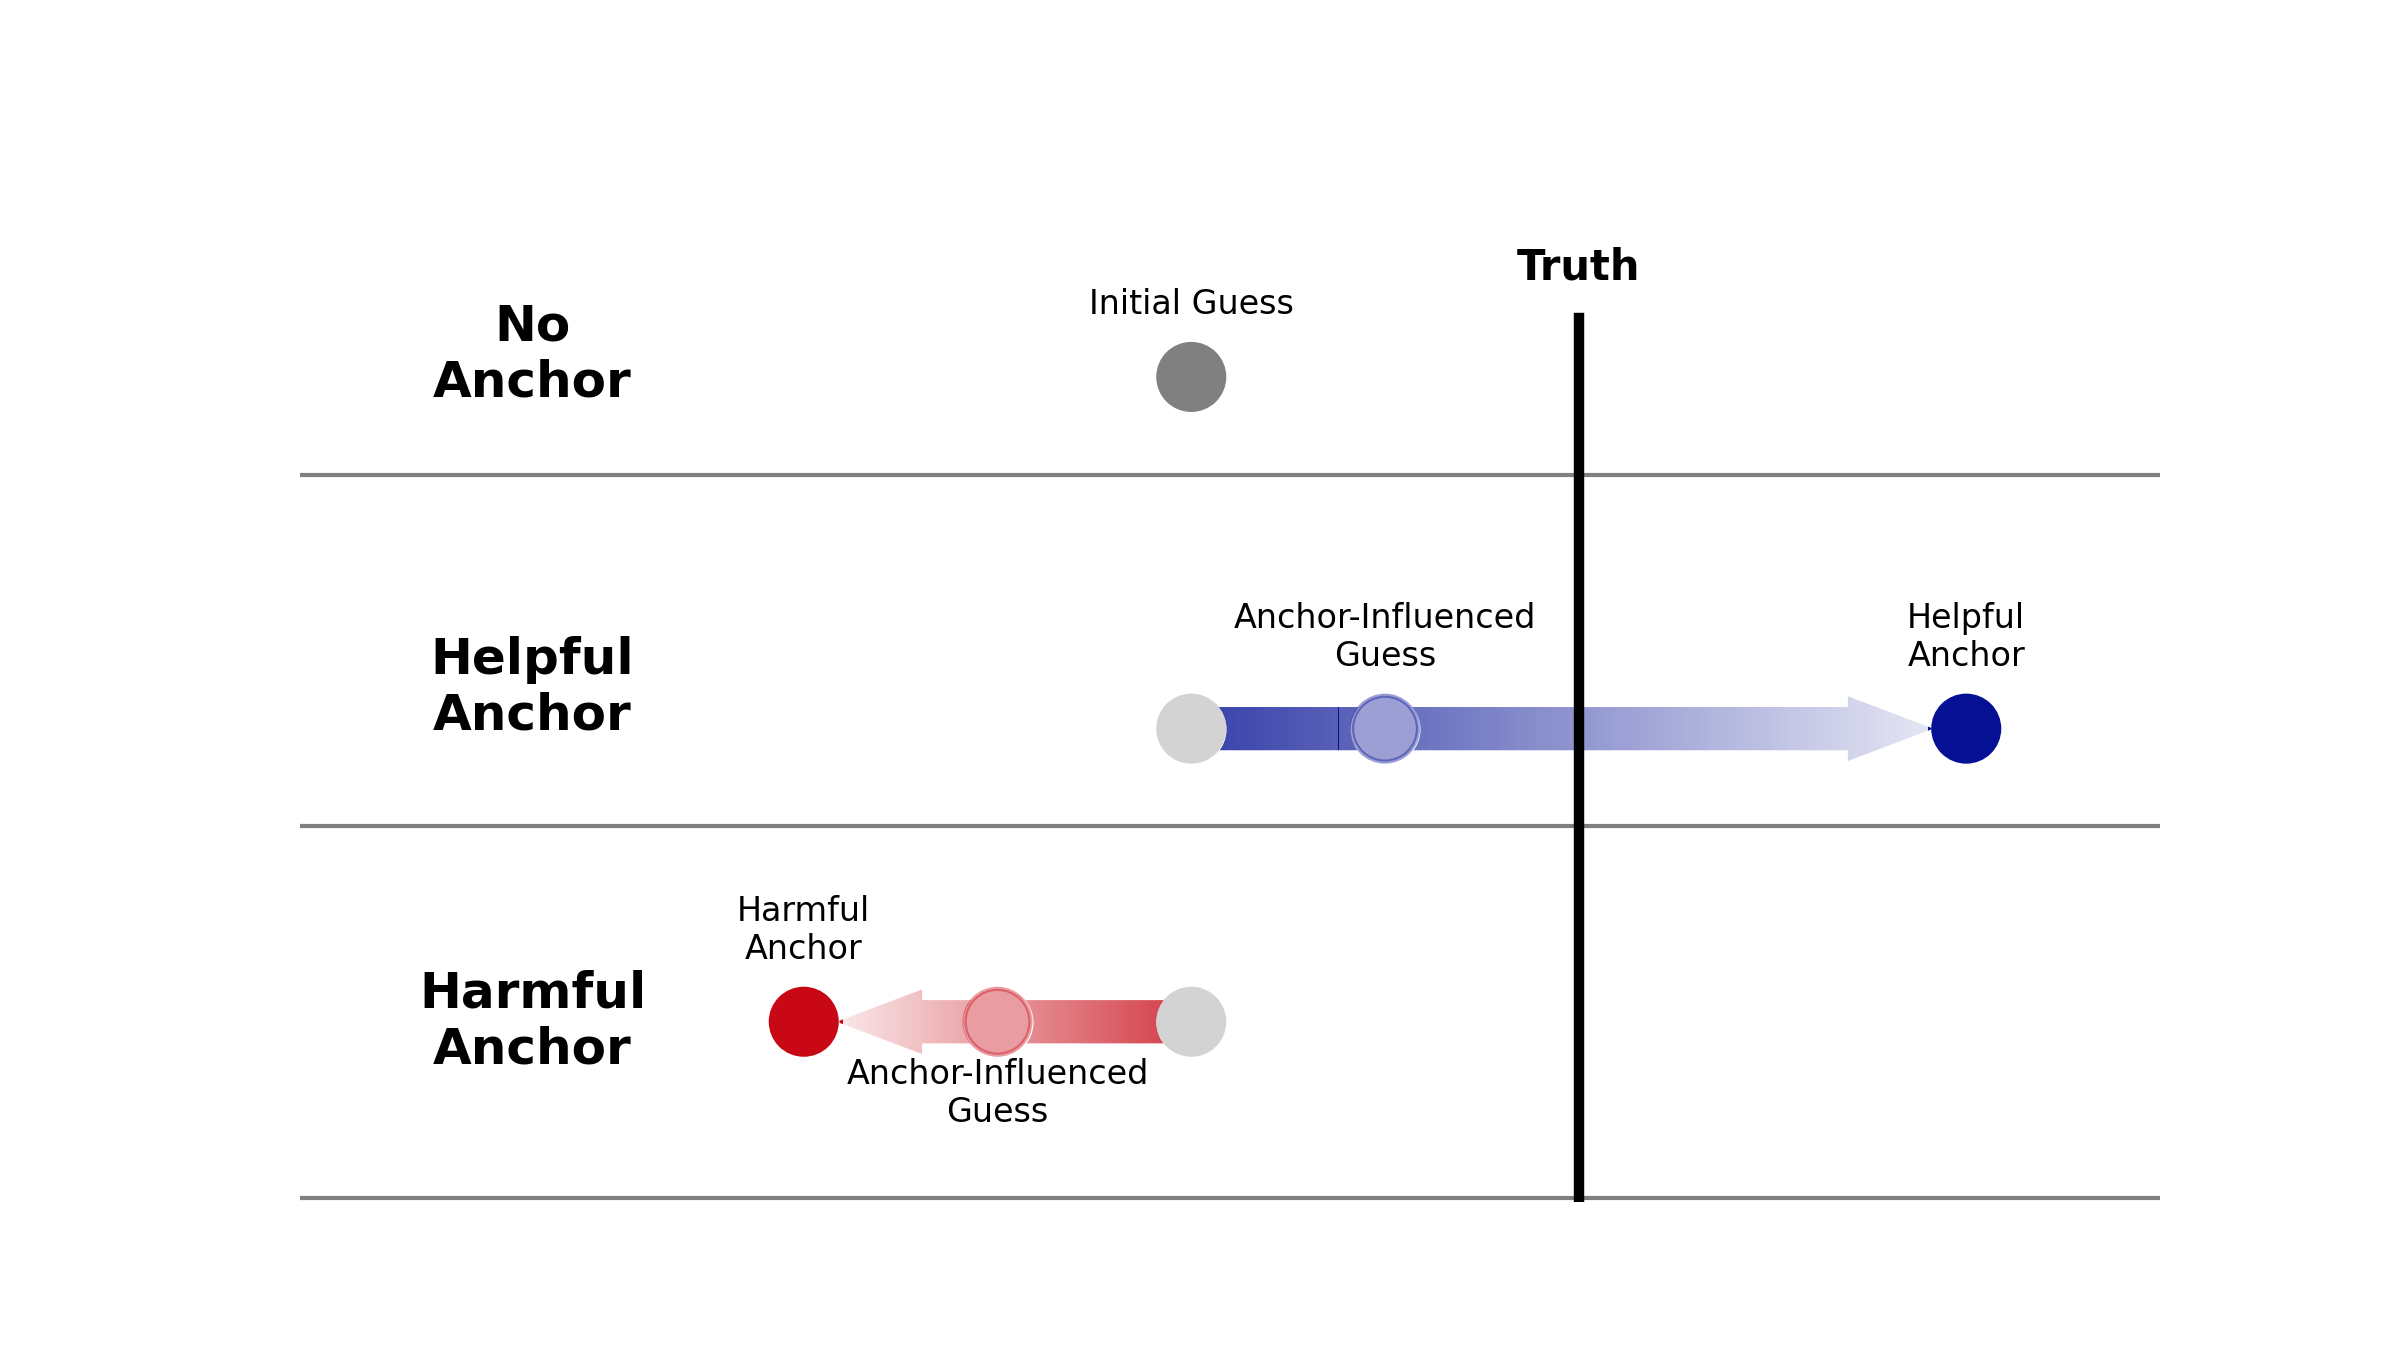 Truth
Initial Guess
No
Anchor
Anchor-Influenced
Guess
Helpful
Anchor
Helpful
Anchor
Harmful
Anchor
Harmful
Anchor
Anchor-Influenced
Guess